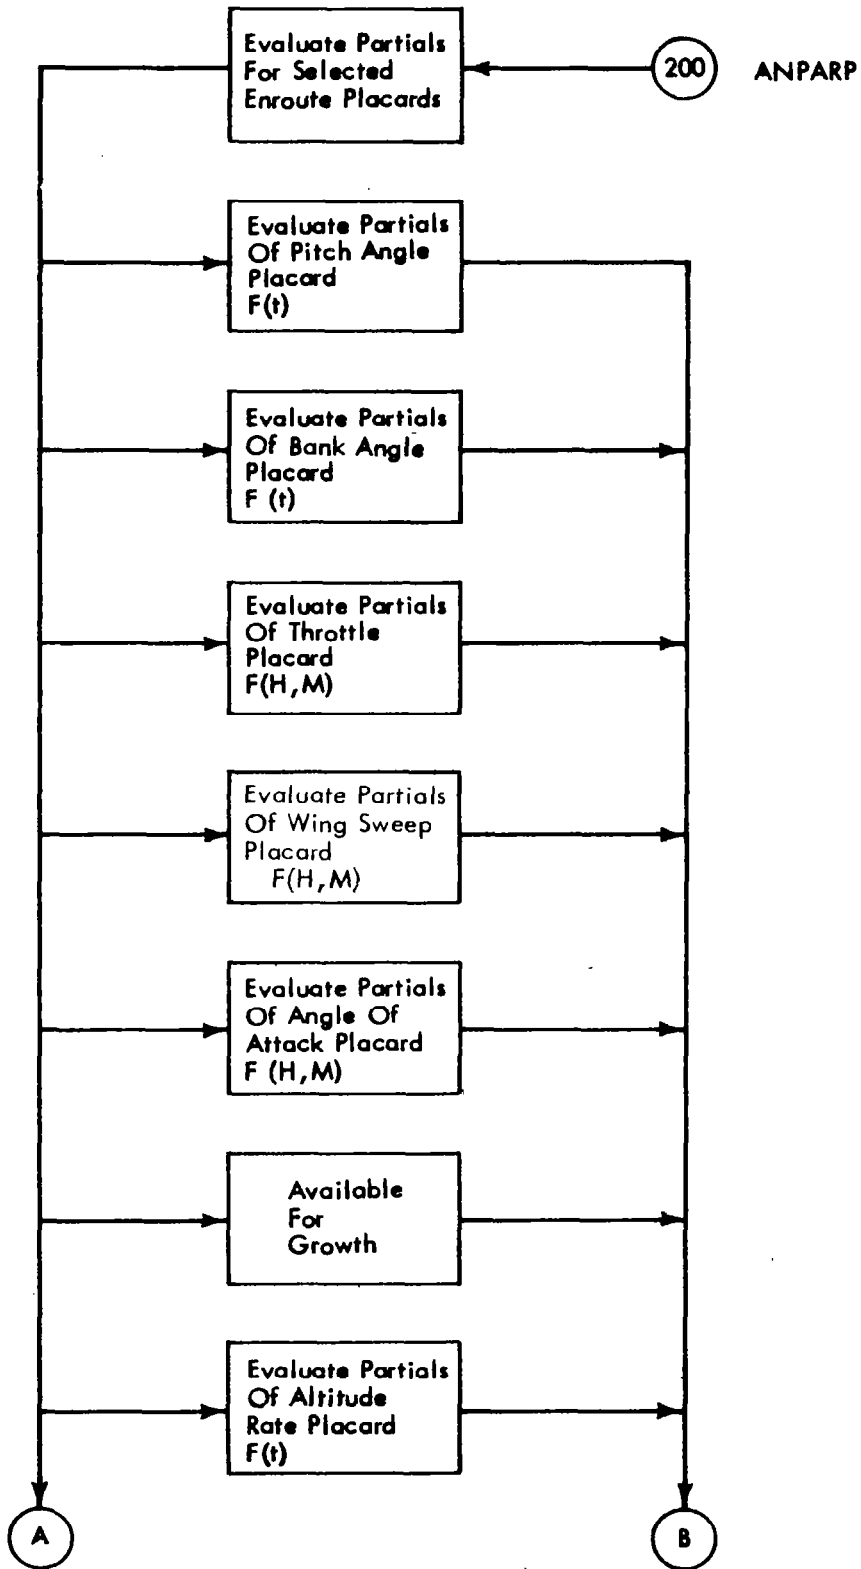 Evaluate Partials
For Selected
Enroute Placards
200
ANPARP
Evaluate Partials
Of Pitch Angle
Placard
F(t)
Evaluate Partials
Of Bank Angle
Placard
F (t)
Evaluate Partials
Of Throttle
Placard
F(H,M)
Evaluate Partials
Of Wing Sweep
Placard
F(H,M)
Evaluate Partials
Of Angle Of
Attack Placard
F (H,M)
Available
For
Growth
Evaluate Partials
Of Altitude
Rate Placard
F(t)
A
B